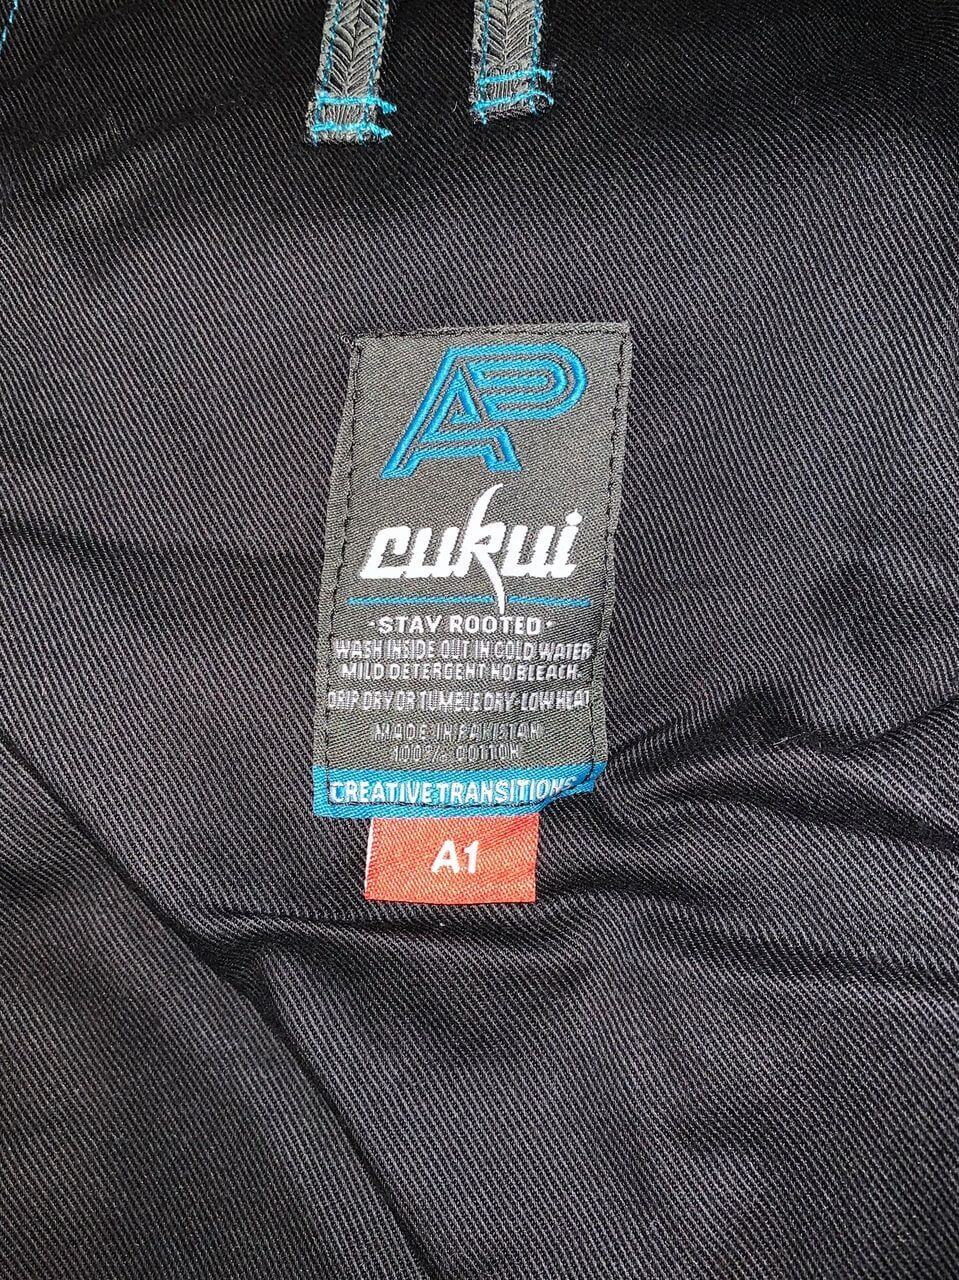 AP
cukui
·STAY ROOTED·
WASH INSIDE OUT IN COLD WATER
MILD DETERGENT NO BLEACH.
DRIP DRY OR TUMBLE DRY-LOW HEAT
MADE IN PAKISTAN
100% COTTON
CREATIVE TRANSITIONS
A1